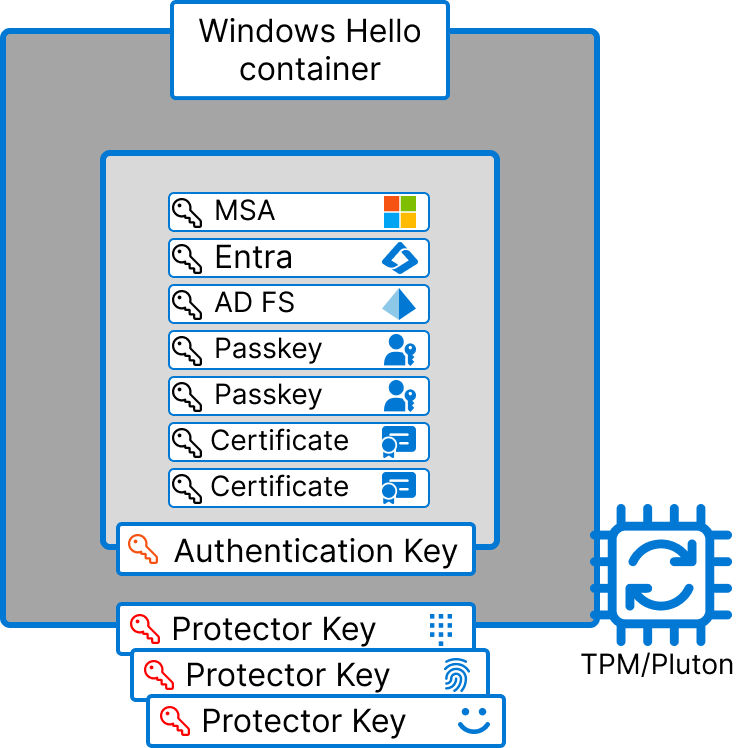 Windows Hello
container
MSA
Entra
AD FS
Passkey
Passkey
Certificate
Certificate
Authentication Key
Protector Key
Protector Key
Protector Key
TPM/Pluton